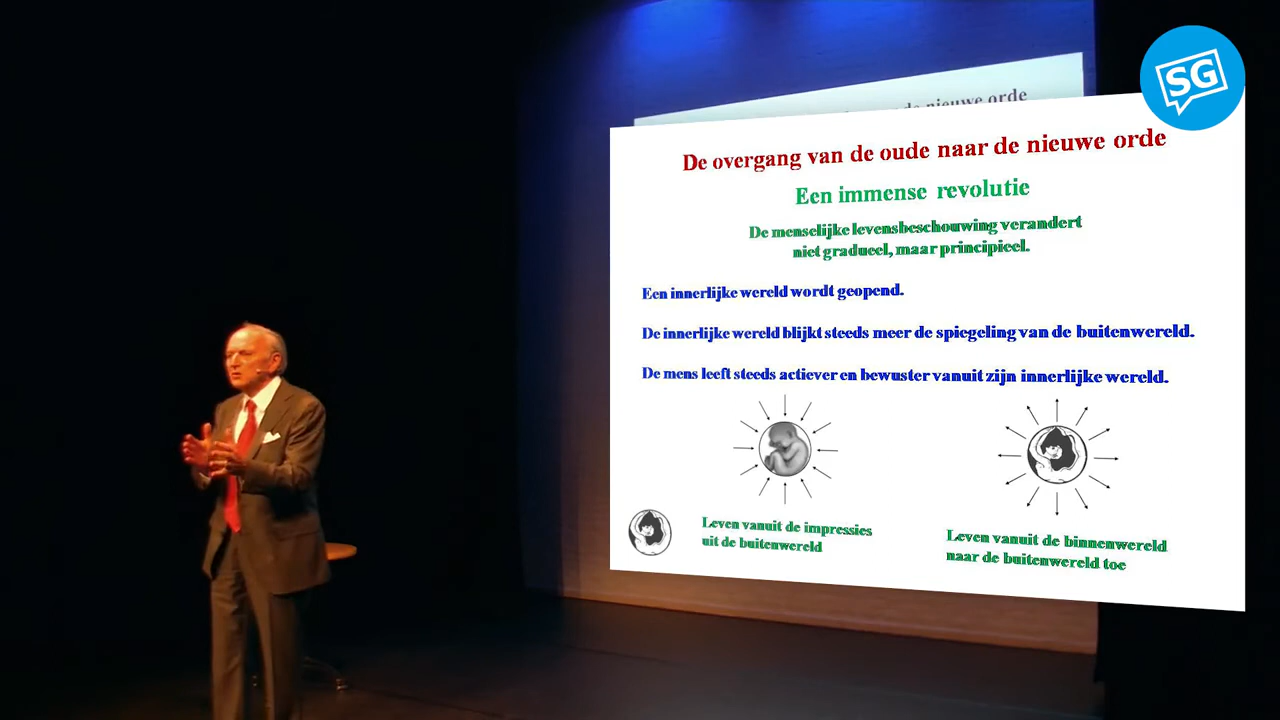 SG
de nieuwe orde
De overgang van de oude naar de nieuwe orde
Een immense revolutie
De menselijke levensbeschouwing verandert
niet gradueel, maar principieel.
Een innerlijke wereld wordt geopend.
De innerlijke wereld blijkt steeds meer de spiegeling van de buitenwereld.
De mens leeft steeds actiever en bewuster vanuit zijn innerlijke wereld.
Leven vanuit de impressies
uit de buitenwereld
Leven vanuit de binnenwereld
naar de buitenwereld toe